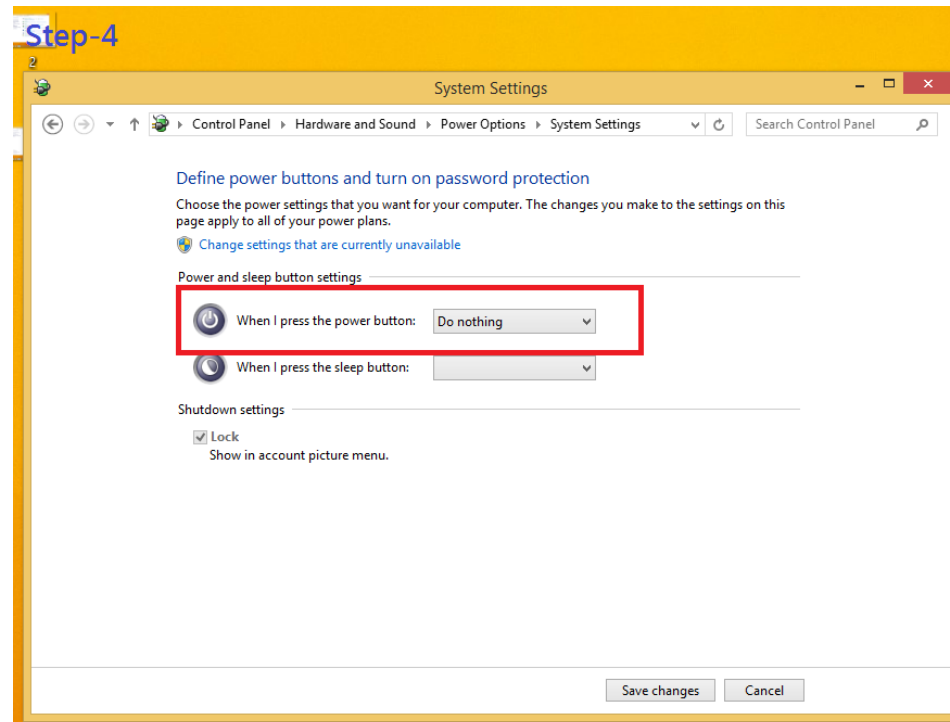 Step-4
2
System Settings
Control Panel Hardware and Sound Power Options System Settings Search Control Panel
Define power buttons and turn on password protection
Choose the power settings that you want for your computer. The changes you make to the settings on this
page apply to all of your power plans.
Change settings that are currently unavailable
Power and sleep button settings
When I press the power button: Do nothing
When I press the sleep button:
Shutdown settings
Lock
Show in account picture menu.
Save changes Cancel